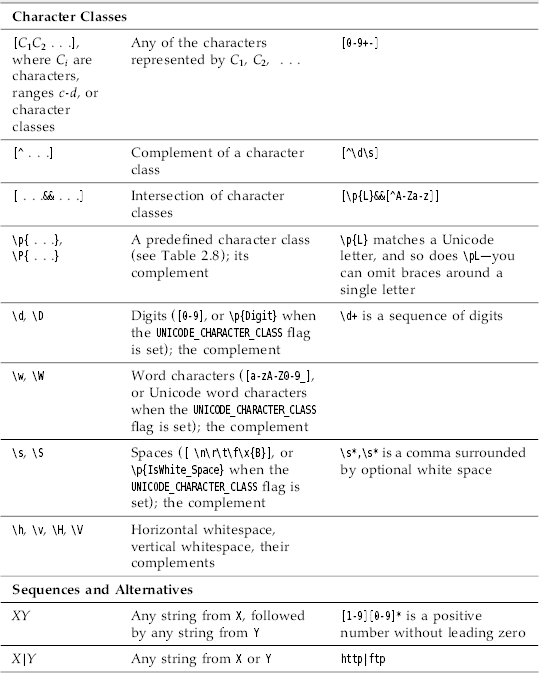 Character Classes
[C1C2 . . .], Any of the characters [0-9+-]
where Ci are represented by C1, C2, . . .
characters,
ranges c-d, or
character
classes
[^ . . .] Complement of a character [^\d\s]
class
[ . . .&& . . .] Intersection of character [\p{L}&&[^A-Za-z]]
classes
\p{ . . .}, A predefined character class \p{L} matches a Unicode
\P{ . . .} (see Table 2.8); its letter, and so does \pL—you
complement can omit braces around a
single letter
\d, \D Digits ([0-9], or \p{Digit} when \d+ is a sequence of digits
the UNICODE_CHARACTER_CLASS flag
is set); the complement
\w, \W Word characters ([a-zA-Z0-9_],
or Unicode word characters
when the UNICODE_CHARACTER_CLASS
flag is set); the complement
\s, \S Spaces ([ \n\r\t\f\x{B}], or \s*,\s* is a comma surrounded
\p{IsWhite_Space} when the by optional white space
UNICODE_CHARACTER_CLASS flag is
set); the complement
\h, \v, \H, \V Horizontal whitespace,
vertical whitespace, their
complements
Sequences and Alternatives
XY Any string from X, followed [1-9][0-9]* is a positive
by any string from Y number without leading zero
X|Y Any string from X or Y http|ftp